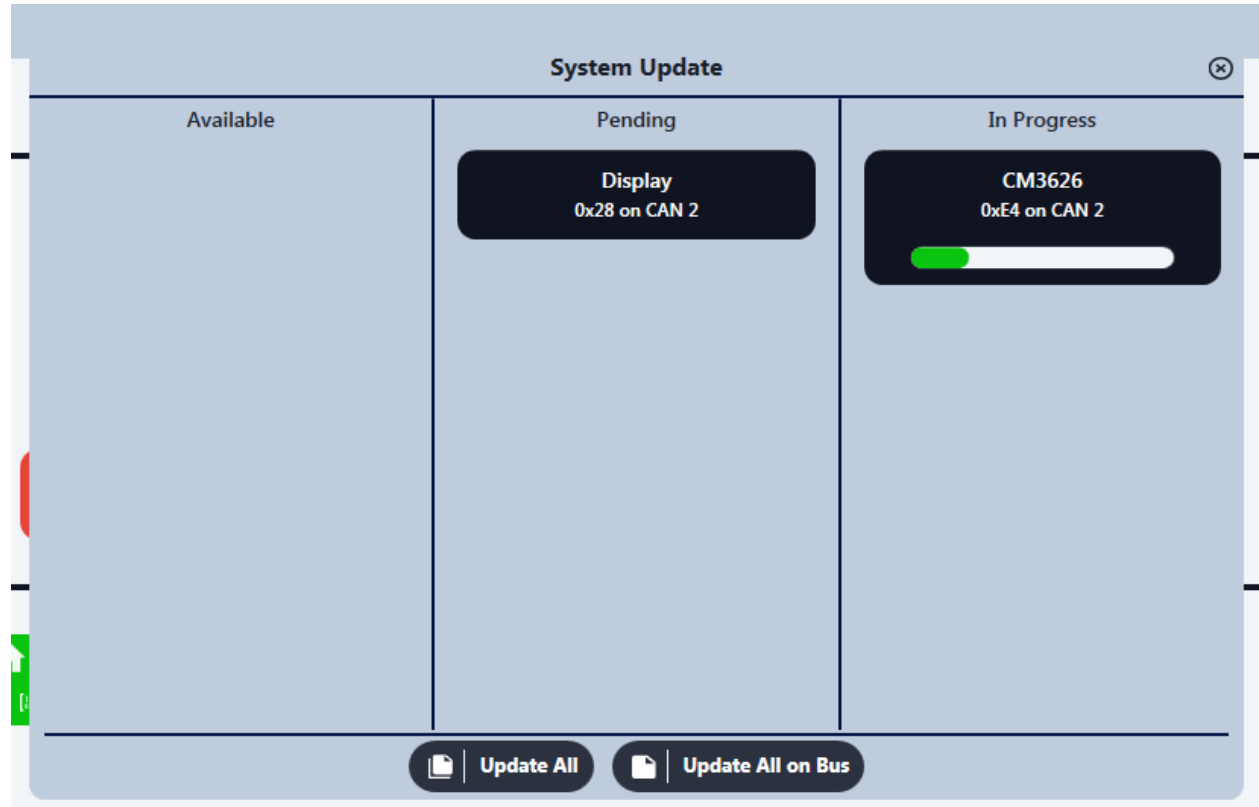 System Update
Available
Pending
In Progress
Display
0x28 on CAN 2
CM3626
0xE4 on CAN 2
Update All
Update All on Bus